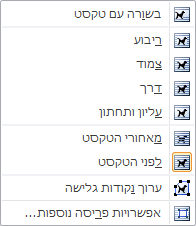 בשורה עם טקסט
ריבוע
צמוד
דרך
עליון ותחתון
מאחורי הטקסט
לפני הטקסט
ערוך נקודות גלישה
אפשרויות פריסה נוספות...